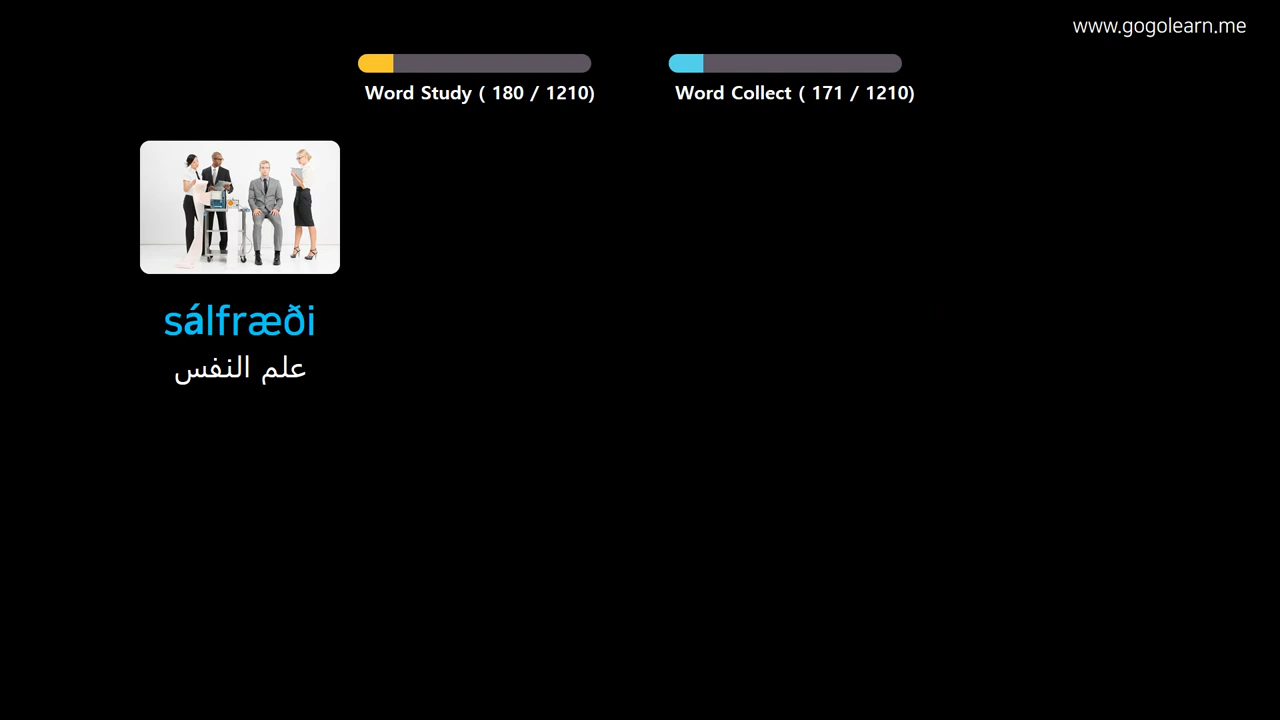 www.gogolearn.me
Word Study ( 180 / 1210)
Word Collect ( 171 / 1210)
sálfræði
علم النفس